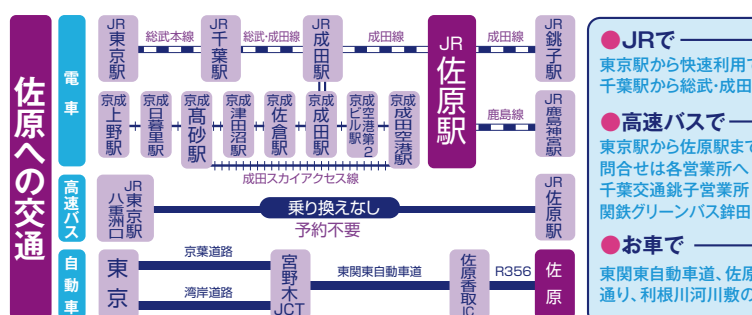 佐原への交通
電車
JR東京駅
総武本線
JR千葉駅
総武・成田線
JR成田駅
成田線
JR佐原駅
成田線
JR銚子駅
京成上野駅
京成日暮里駅
京成高砂駅
京成津田沼駅
京成佐倉駅
京成成田駅
京成空港第2ビル駅
京成成田空港駅
鹿島線
JR鹿島神宮駅
成田スカイアクセス線
高速バス
JR東京駅八重洲口
乗り換えなし
予約不要
JR佐原駅
自動車
東京
京葉道路
湾岸道路
宮野木JCT
東関東自動車道
佐原香取IC
R356
佐原
●JRで
東京駅から快速利用で
千葉駅から総武・成田
●高速バスで
東京駅から佐原駅まで
問合せは各営業所へ
千葉交通銚子営業所
関鉄グリーンバス鉾田
●お車で
東関東自動車道、佐原
通り、利根川河川敷の